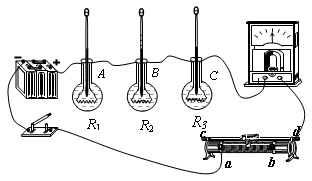 − +
A B C
R₁ R₂ R₃
c d
a b